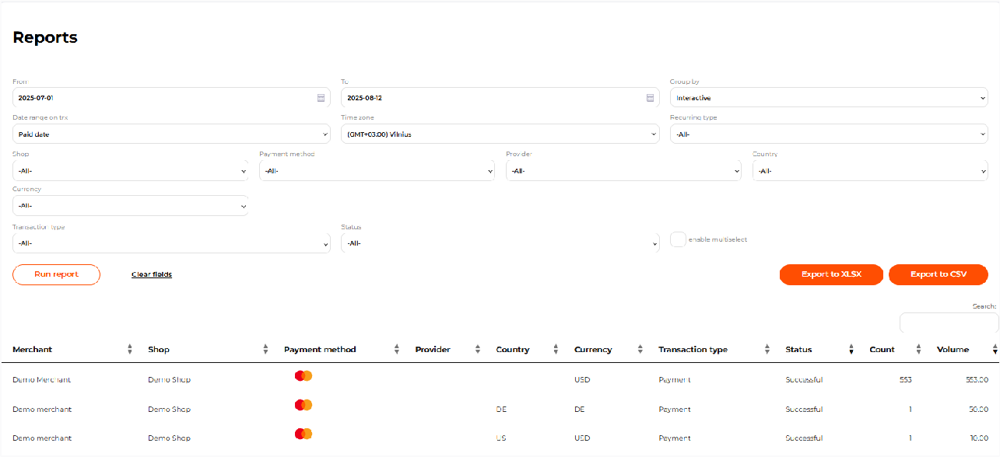 Reports
From To Group by
2025-07-01 2025-08-12 Interactive
Date range on trx Time zone Recurring type
Paid date (GMT+03:00) Vilnius -All-
Shop Payment method Provider Country
-All- -All- -All- -All-
Currency
-All-
Transaction type Status
-All- -All- enable multiselect
Run report Clear fields Export to XLSX Export to CSV
Search:
Merchant Shop Payment method Provider Country Currency Transaction type Status Count Volume
Demo Merchant Demo Shop USD Payment Successful 553 553.00
Demo merchant Demo Shop DE DE Payment Successful 1 50.00
Demo merchant Demo Shop US USD Payment Successful 1 10.00